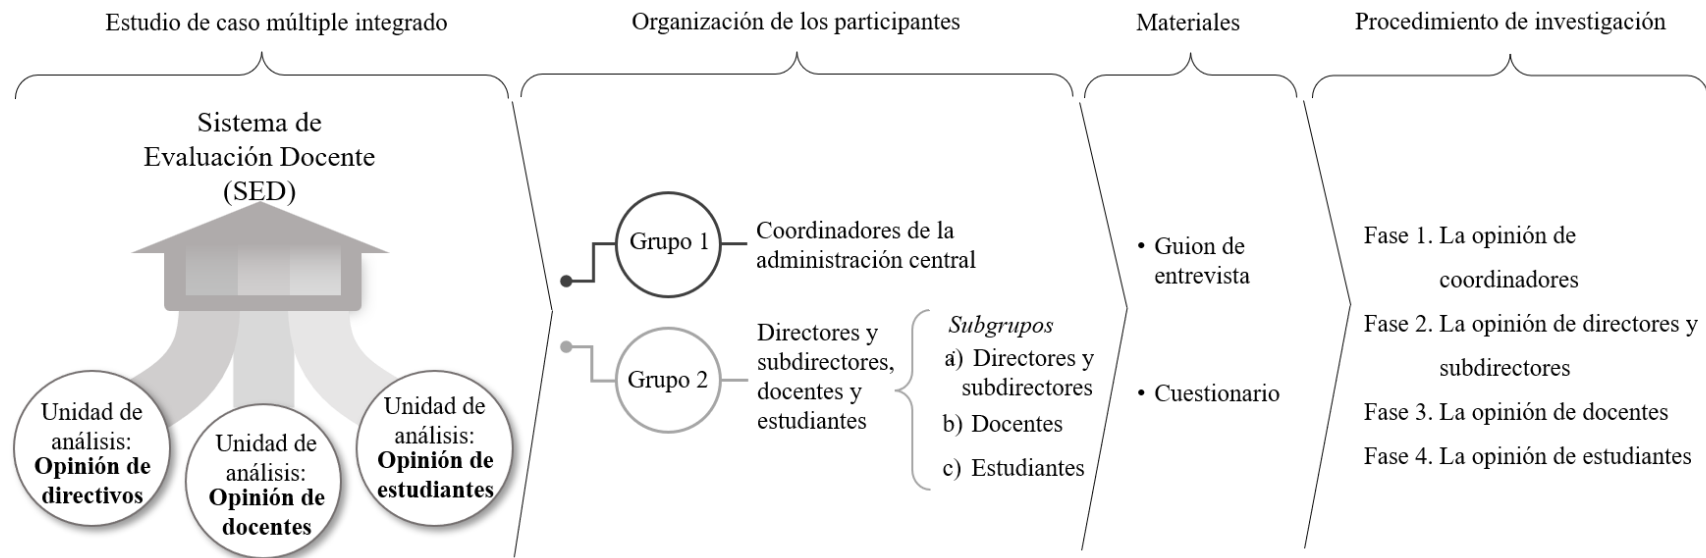 Estudio de caso múltiple integrado
Sistema de
Evaluación Docente
(SED)
Unidad de
análisis:
Opinión de
directivos
Unidad de
análisis:
Opinión de
docentes
Unidad de
análisis:
Opinión de
estudiantes
Organización de los participantes
Grupo 1
Coordinadores de la
administración central
Grupo 2
Directores y
subdirectores,
docentes y
estudiantes
Subgrupos
a) Directores y
subdirectores
b) Docentes
c) Estudiantes
Materiales
• Guion de
entrevista
• Cuestionario
Procedimiento de investigación
Fase 1. La opinión de
coordinadores
Fase 2. La opinión de directores y
subdirectores
Fase 3. La opinión de docentes
Fase 4. La opinión de estudiantes